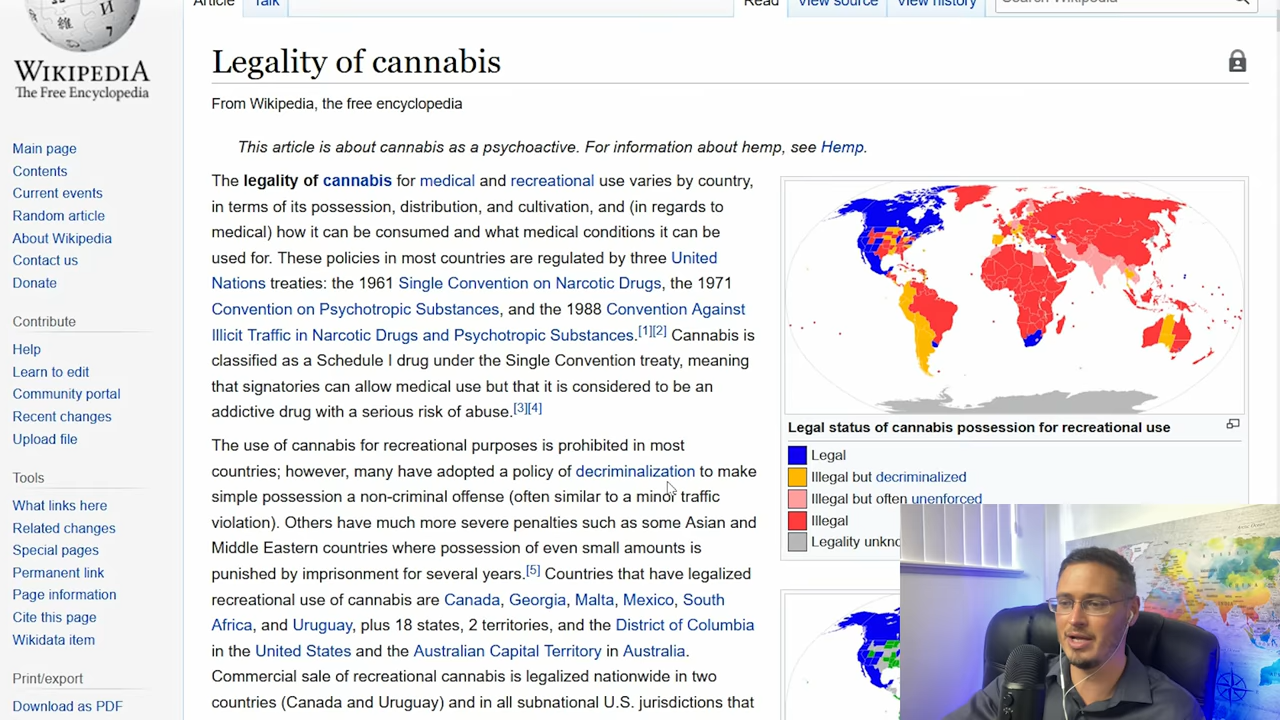 Article
Talk
Read
View source
View history
Search Wikipedia
WIKIPEDIA
The Free Encyclopedia
Main page
Contents
Current events
Random article
About Wikipedia
Contact us
Donate
Contribute
Help
Learn to edit
Community portal
Recent changes
Upload file
Tools
What links here
Related changes
Special pages
Permanent link
Page information
Cite this page
Wikidata item
Print/export
Download as PDF
Legality of cannabis
From Wikipedia, the free encyclopedia
This article is about cannabis as a psychoactive. For information about hemp, see Hemp.
The legality of cannabis for medical and recreational use varies by country,
in terms of its possession, distribution, and cultivation, and (in regards to
medical) how it can be consumed and what medical conditions it can be
used for. These policies in most countries are regulated by three United
Nations treaties: the 1961 Single Convention on Narcotic Drugs, the 1971
Convention on Psychotropic Substances, and the 1988 Convention Against
Illicit Traffic in Narcotic Drugs and Psychotropic Substances.[1][2] Cannabis is
classified as a Schedule I drug under the Single Convention treaty, meaning
that signatories can allow medical use but that it is considered to be an
addictive drug with a serious risk of abuse.[3][4]
The use of cannabis for recreational purposes is prohibited in most
countries; however, many have adopted a policy of decriminalization to make
simple possession a non-criminal offense (often similar to a minor traffic
violation). Others have much more severe penalties such as some Asian and
Middle Eastern countries where possession of even small amounts is
punished by imprisonment for several years.[5] Countries that have legalized
recreational use of cannabis are Canada, Georgia, Malta, Mexico, South
Africa, and Uruguay, plus 18 states, 2 territories, and the District of Columbia
in the United States and the Australian Capital Territory in Australia.
Commercial sale of recreational cannabis is legalized nationwide in two
countries (Canada and Uruguay) and in all subnational U.S. jurisdictions that
Legal status of cannabis possession for recreational use
Legal
Illegal but decriminalized
Illegal but often unenforced
Illegal
Legality unkno